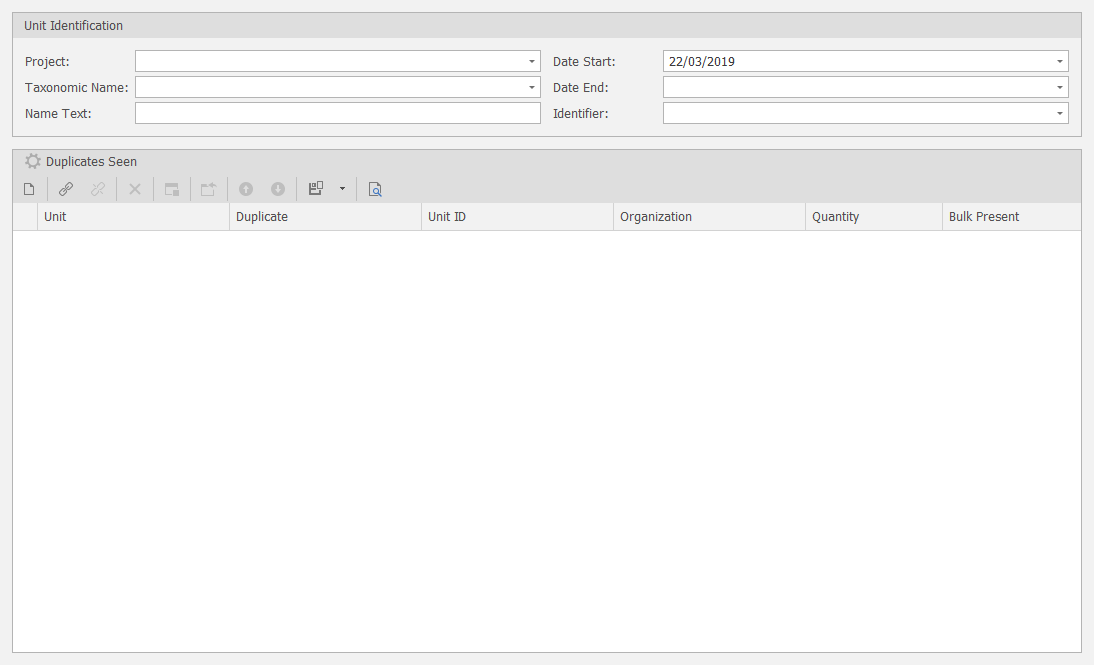 Unit Identification
Project:
Date Start: 22/03/2019
Taxonomic Name:
Date End:
Name Text:
Identifier:
Duplicates Seen
Unit Duplicate Unit ID Organization Quantity Bulk Present